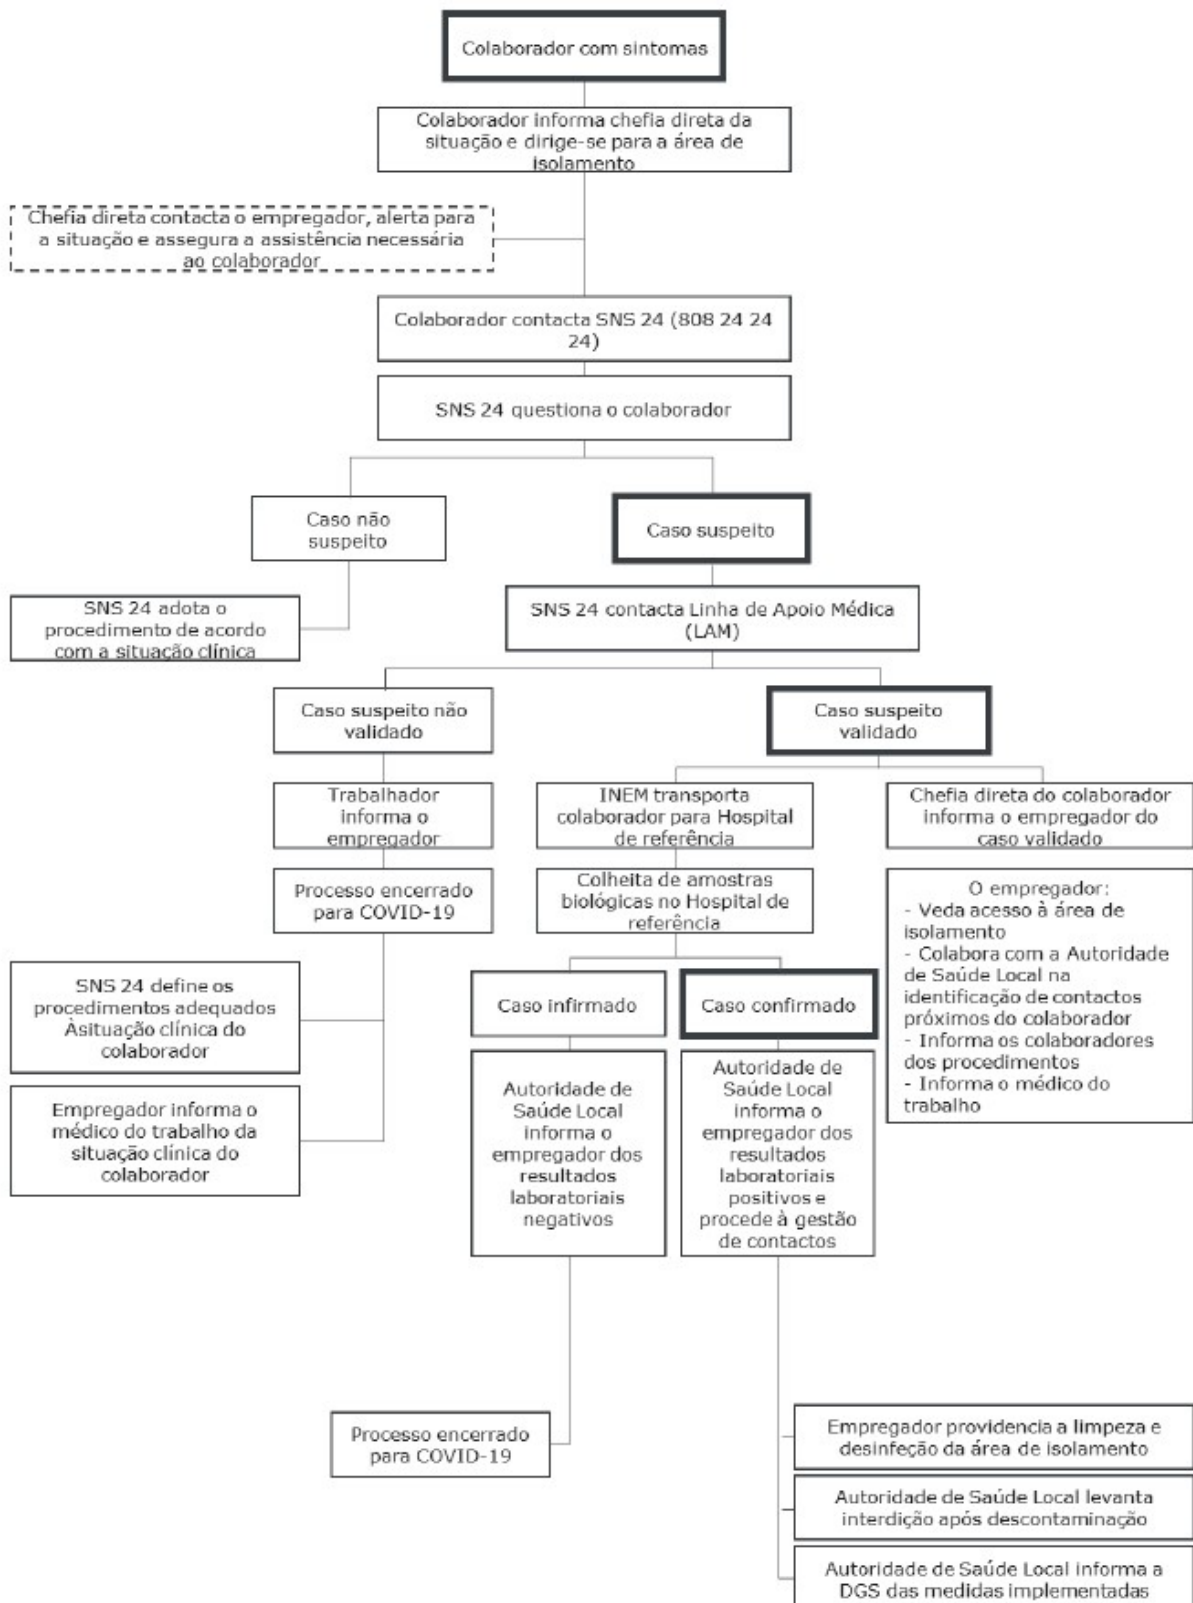 Colaborador com sintomas
Colaborador informa chefia direta da
situação e dirige-se para a área de
isolamento
Chefia direta contacta o empregador, alerta para
a situação e assegura a assistência necessária
ao colaborador
Colaborador contacta SNS 24 (808 24 24
24)
SNS 24 questiona o colaborador
Caso não
suspeito
Caso suspeito
SNS 24 adota o
procedimento de acordo
com a situação clínica
SNS 24 contacta Linha de Apoio Médica
(LAM)
Caso suspeito não
validado
Caso suspeito
validado
Trabalhador
informa o
empregador
INEM transporta
colaborador para Hospital
de referência
Chefia direta do colaborador
informa o empregador do
caso validado
Processo encerrado
para COVID-19
Colheita de amostras
biológicas no Hospital de
referência
O empregador:
- Veda acesso à área de
isolamento
- Colabora com a Autoridade
de Saúde Local na
identificação de contactos
próximos do colaborador
- Informa os colaboradores
dos procedimentos
- Informa o médico do
trabalho
SNS 24 define os
procedimentos adequados
Àsituação clínica do
colaborador
Caso infirmado
Caso confirmado
Empregador informa o
médico do trabalho da
situação clínica do
colaborador
Autoridade de
Saúde Local
informa o
empregador dos
resultados
laboratoriais
negativos
Autoridade de
Saúde Local
informa o
empregador dos
resultados
laboratoriais
positivos e
procede à gestão
de contactos
Processo encerrado
para COVID-19
Empregador providencia a limpeza e
desinfeção da área de isolamento
Autoridade de Saúde Local levanta
interdição após descontaminação
Autoridade de Saúde Local informa a
DGS das medidas implementadas